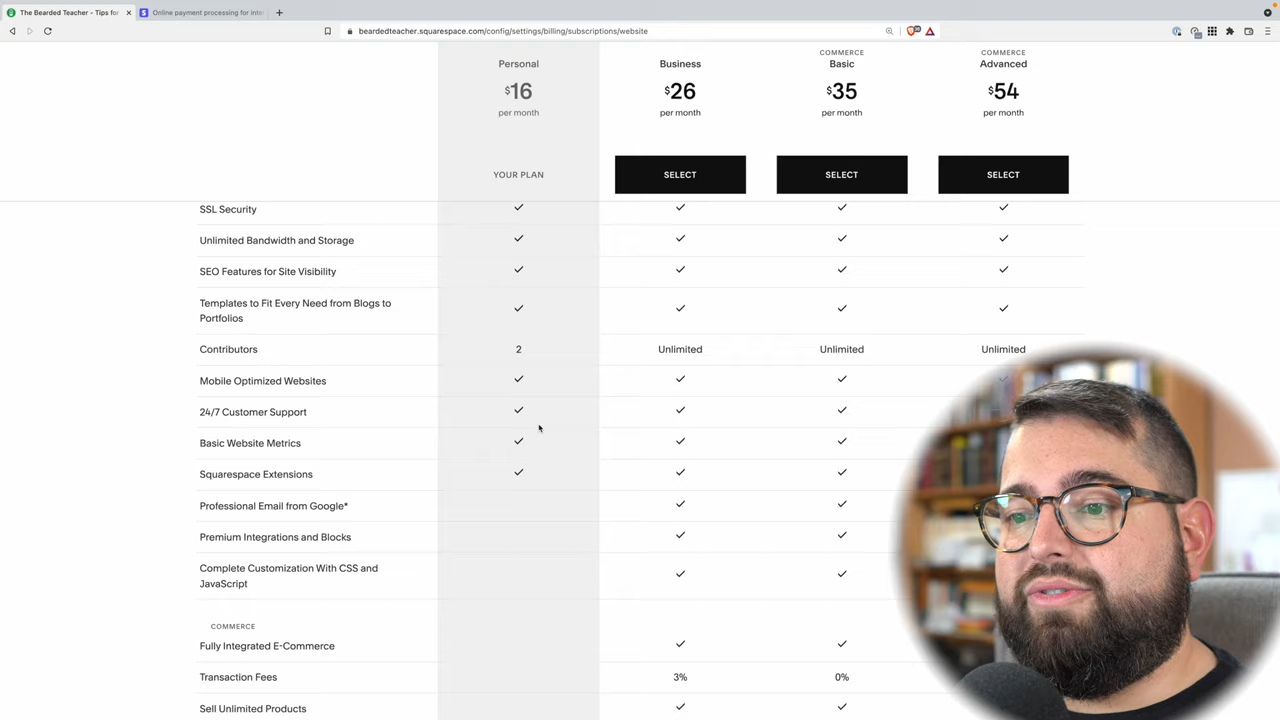 The Bearded Teacher – Tips for
Online payment processing for inte
beardedteacher.squarespace.com/config/settings/billing/subscriptions/website
Personal
$16
per month
YOUR PLAN
Business
$26
per month
SELECT
COMMERCE
Basic
$35
per month
SELECT
COMMERCE
Advanced
$54
per month
SELECT
SSL Security
Unlimited Bandwidth and Storage
SEO Features for Site Visibility
Templates to Fit Every Need from Blogs to
Portfolios
Contributors 2 Unlimited Unlimited Unlimited
Mobile Optimized Websites
24/7 Customer Support
Basic Website Metrics
Squarespace Extensions
Professional Email from Google*
Premium Integrations and Blocks
Complete Customization With CSS and
JavaScript
COMMERCE
Fully Integrated E-Commerce
Transaction Fees 3% 0%
Sell Unlimited Products